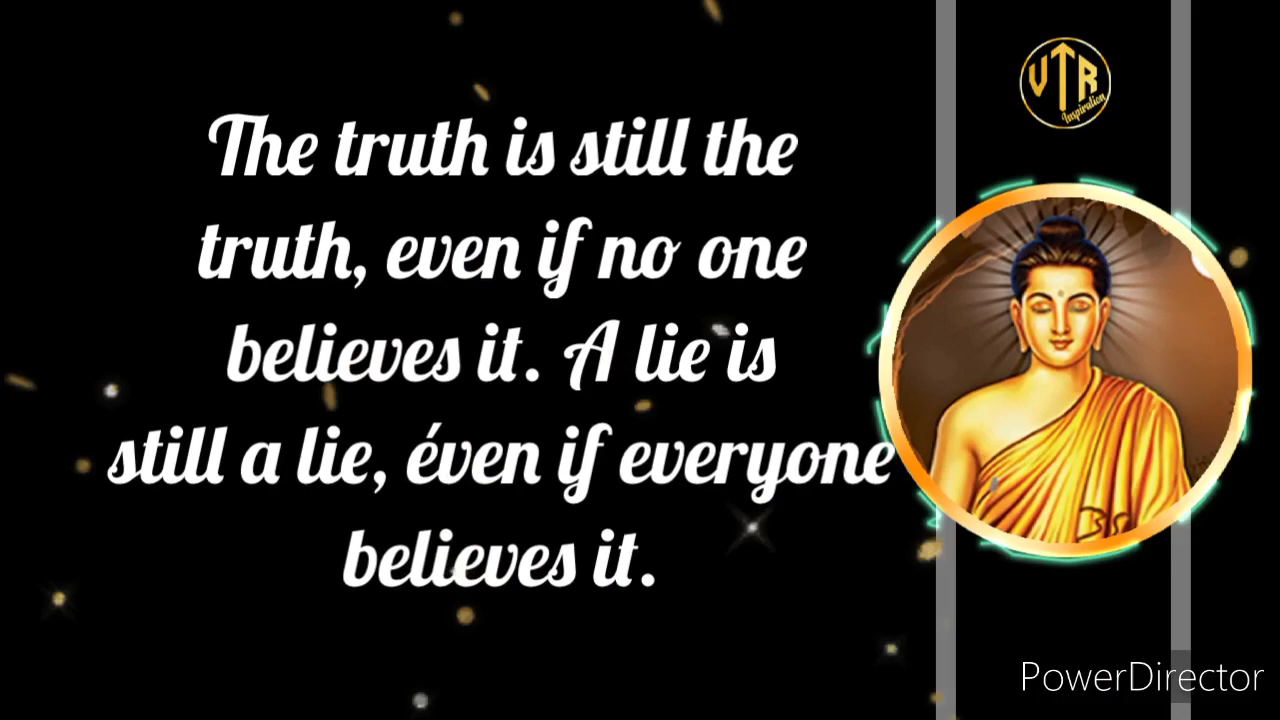 The truth is still the
truth, even if no one
believes it. A lie is
still a lie, éven if everyone
believes it.
VTR
Inspiration
PowerDirector